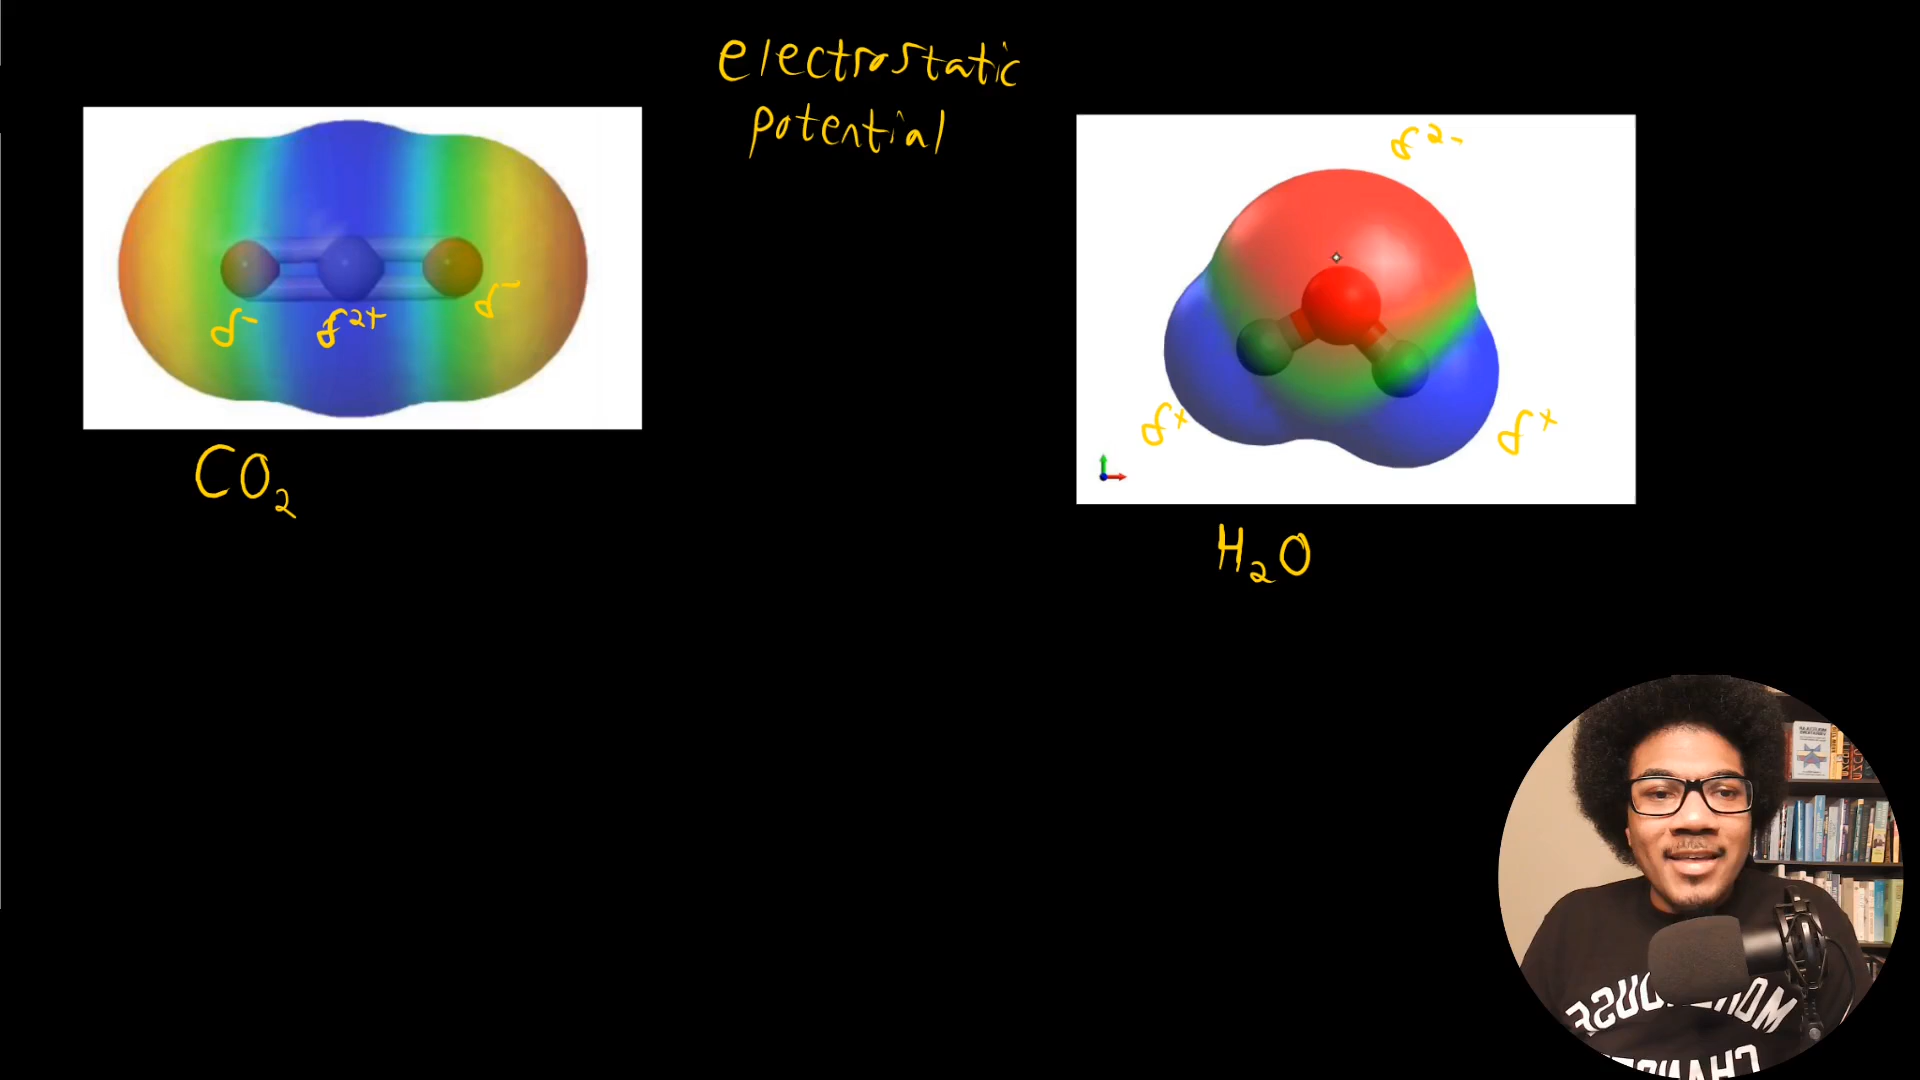 electrostatic
potential
δ-
δ2+
δ-
CO2
δ2-
δ+
δ+
H2O